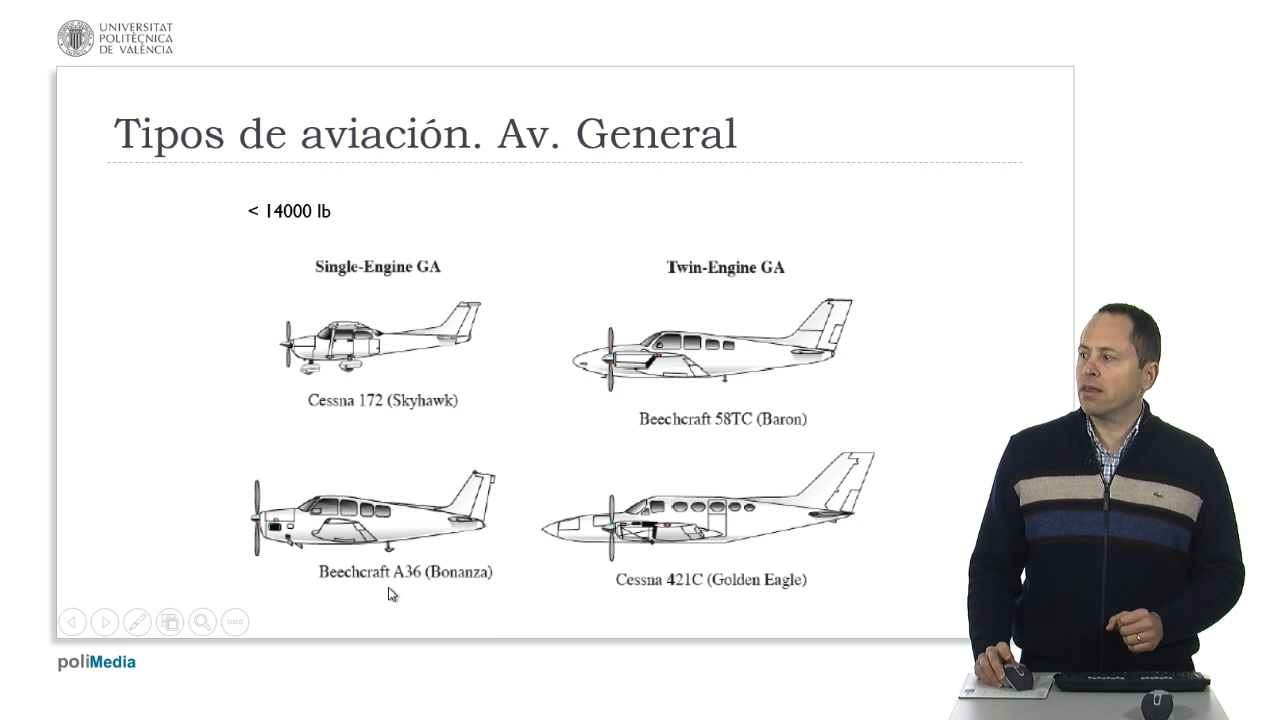 UNIVERSITAT
POLITÈCNICA
DE VALÈNCIA
Tipos de aviación. Av. General
< 14000 lb
Single-Engine GA
Twin-Engine GA
Cessna 172 (Skyhawk)
Beechcraft 58TC (Baron)
Beechcraft A36 (Bonanza)
Cessna 421C (Golden Eagle)
poliMedia